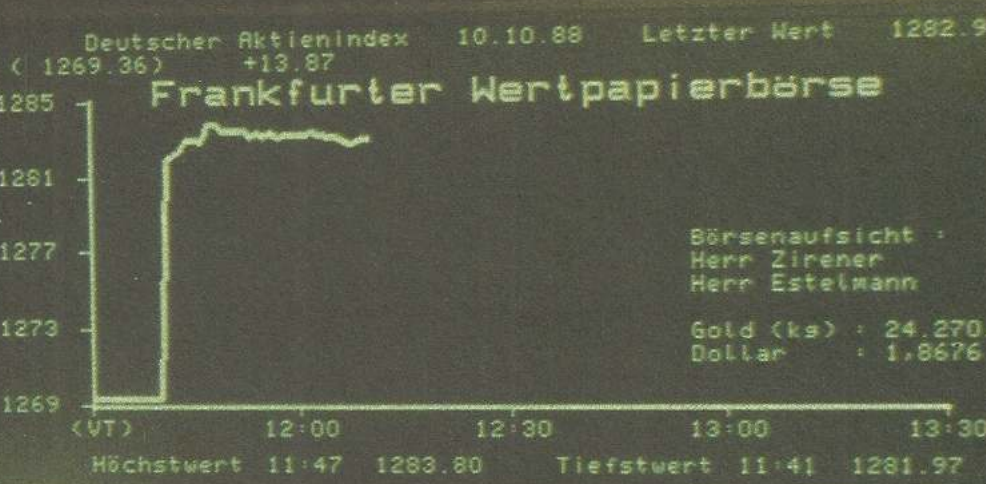 Deutscher Aktienindex 10.10.88 Letzter Wert 1282.9
( 1269.36) +13.87
Frankfurter Wertpapierbörse
1285
1281
1277
1273
1269
Börsenaufsicht :
Herr Zirener
Herr Estelmann
Gold (kg) : 24.270
Dollar : 1.8676
(VT) 12:00 12:30 13:00 13:30
Höchstwert 11:47 1283.80 Tiefstwert 11:41 1281.97